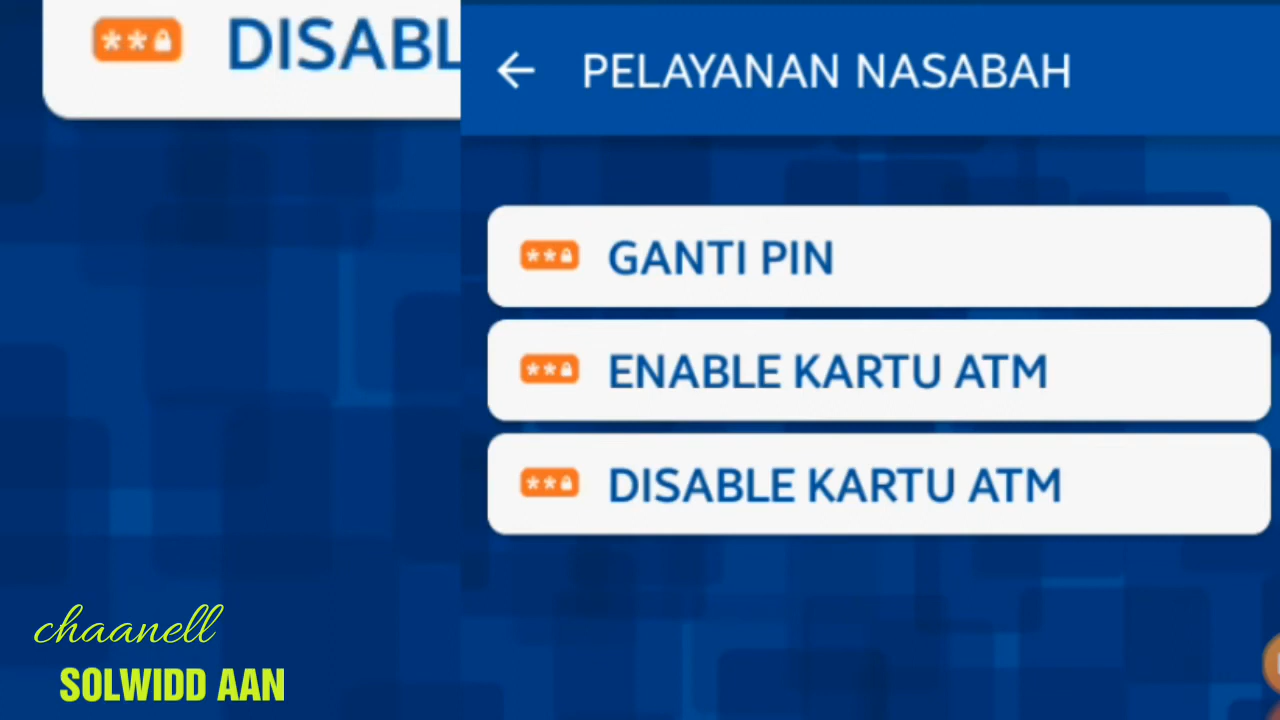 DISABL
PELAYANAN NASABAH
GANTI PIN
ENABLE KARTU ATM
DISABLE KARTU ATM
chaanell
SOLWIDD AAN